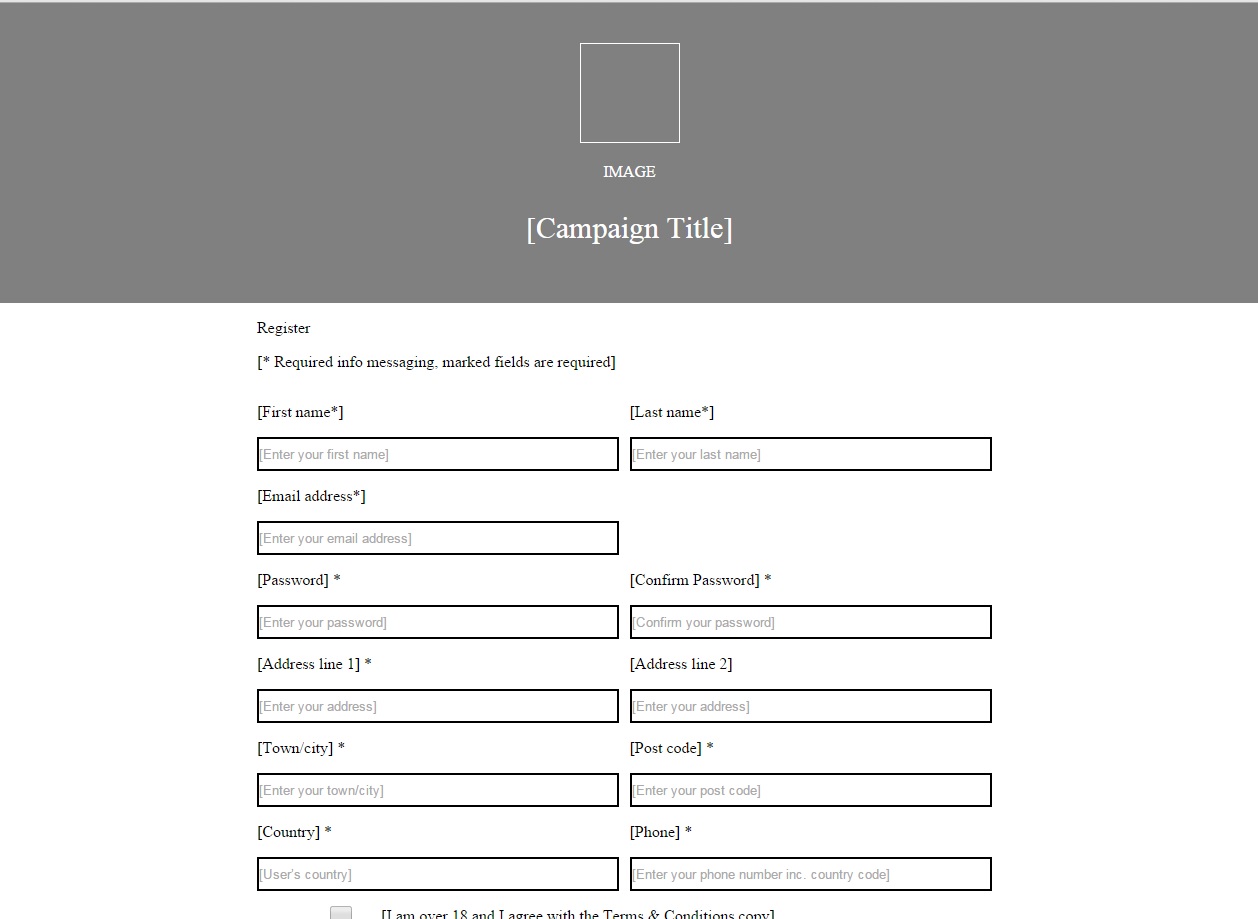 IMAGE
[Campaign Title]
Register
[* Required info messaging, marked fields are required]
[First name*] [Last name*]
[Enter your first name] [Enter your last name]
[Email address*]
[Enter your email address]
[Password] * [Confirm Password] *
[Enter your password] [Confirm your password]
[Address line 1] * [Address line 2]
[Enter your address] [Enter your address]
[Town/city] * [Post code] *
[Enter your town/city] [Enter your post code]
[Country] * [Phone] *
[User's country] [Enter your phone number inc. country code]
[I am over 18 and I agree with the Terms & Conditions copy]